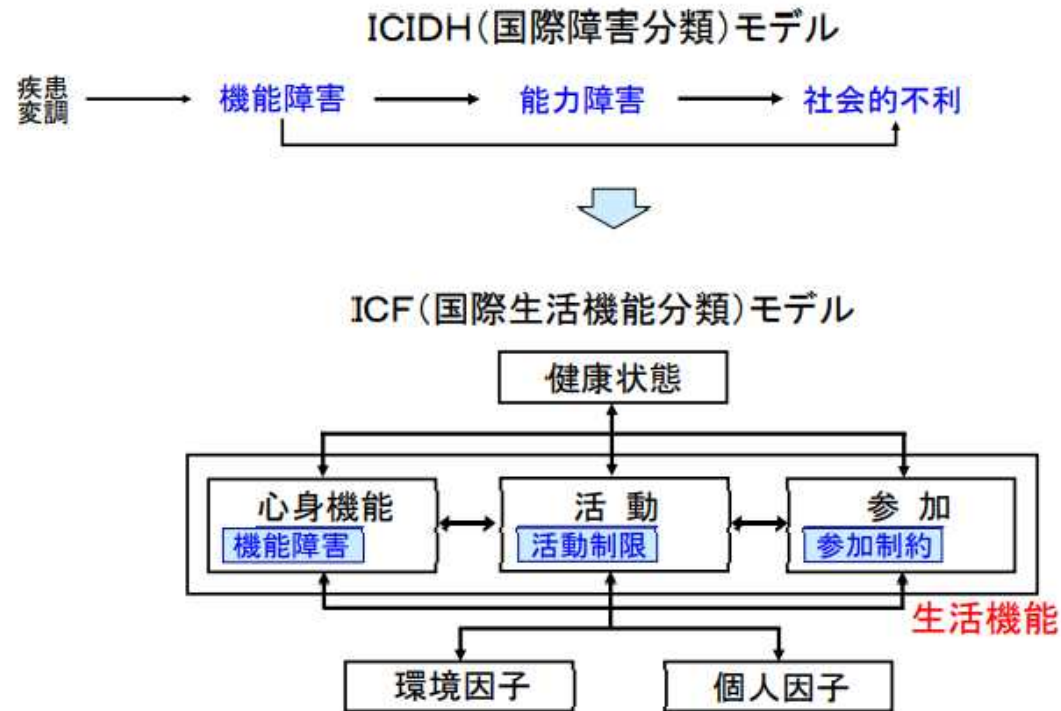 ICIDH(国際障害分類)モデル
疾患
変調
機能障害
能力障害
社会的不利
ICF(国際生活機能分類)モデル
健康状態
心身機能
機能障害
活 動
活動制限
参 加
参加制約
生活機能
環境因子
個人因子